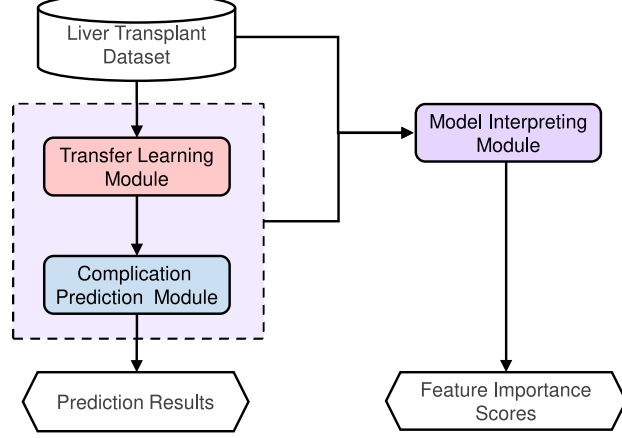 Liver Transplant
Dataset
Transfer Learning
Module
Model Interpreting
Module
Complication
Prediction Module
Prediction Results
Feature Importance
Scores